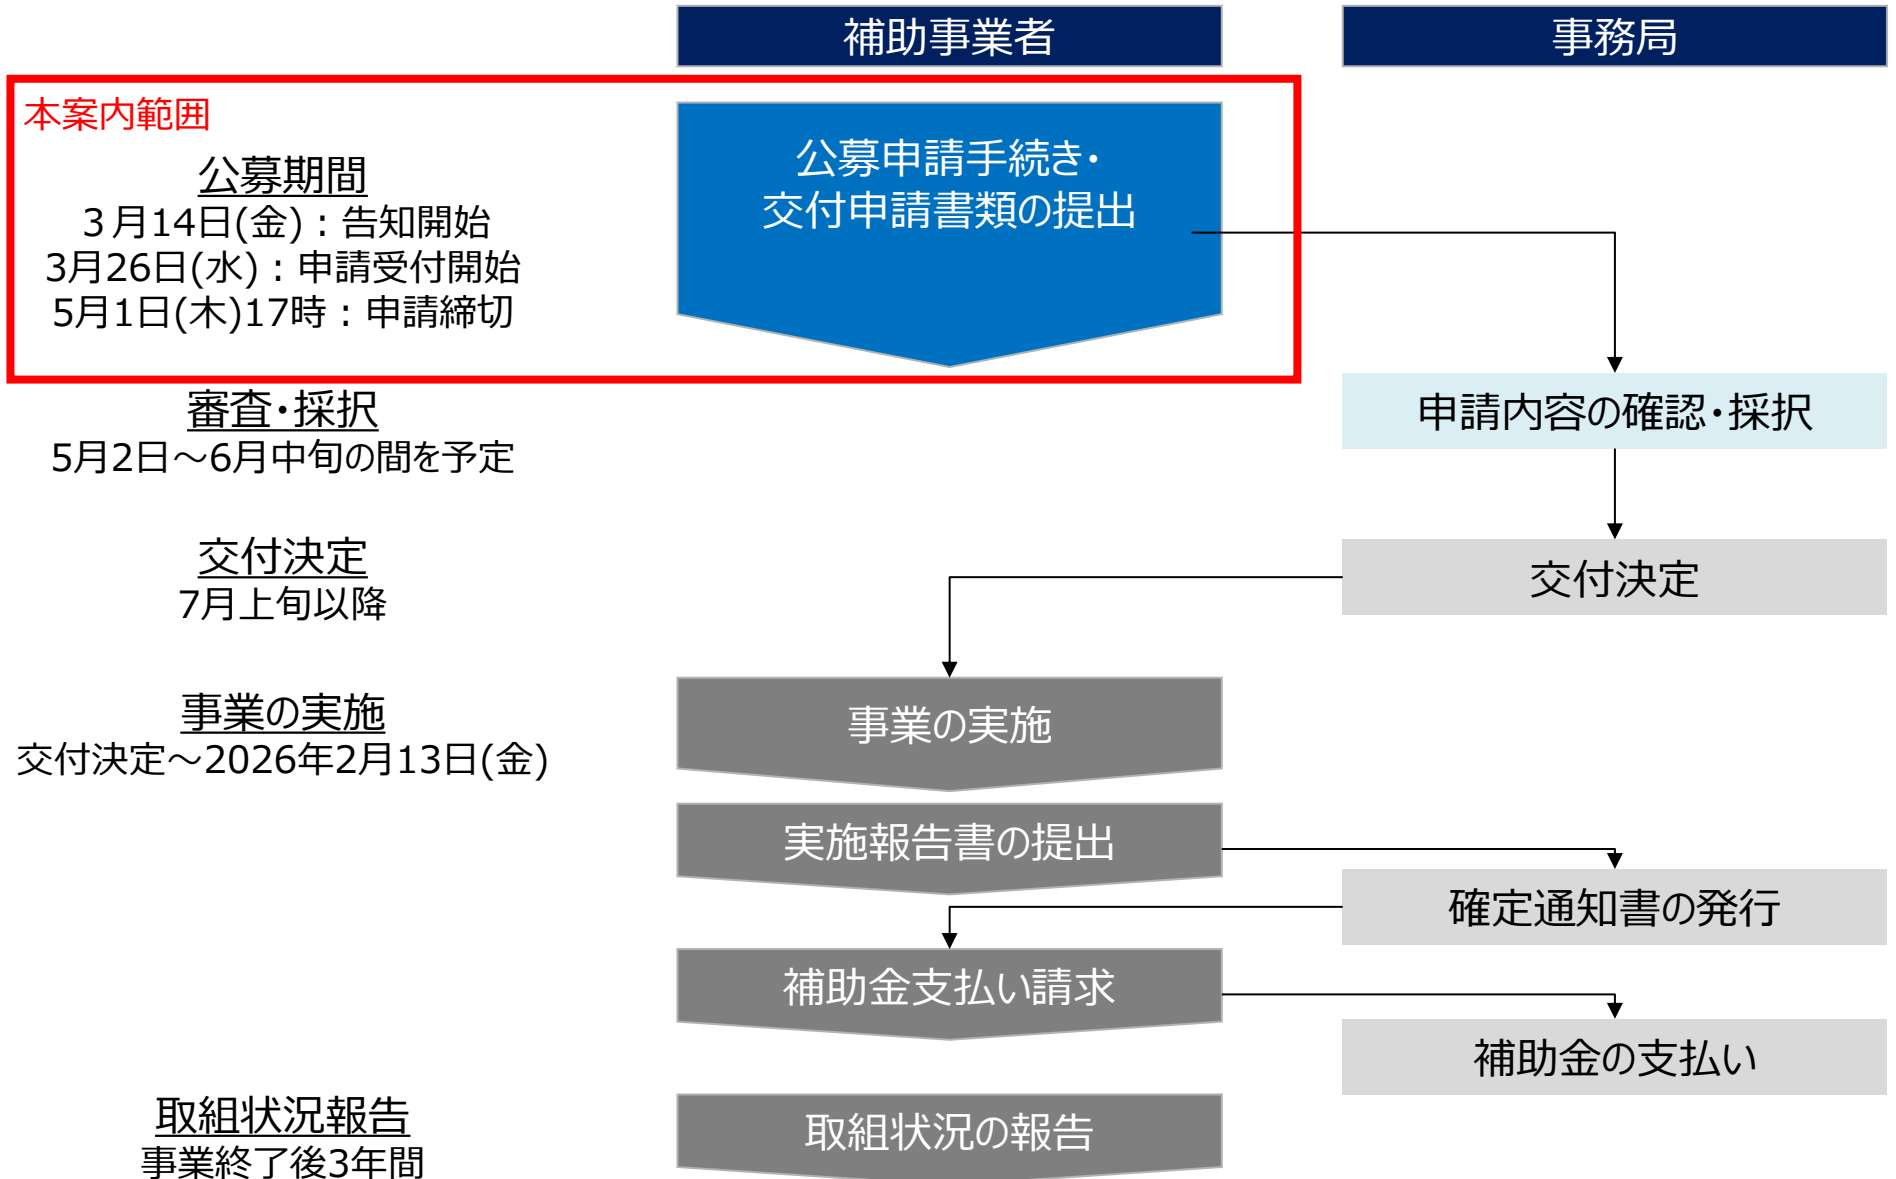 補助事業者
事務局
本案内範囲
公募期間
３月14日(金)：告知開始
3月26日(水)：申請受付開始
5月1日(木)17時：申請締切
公募申請手続き・
交付申請書類の提出
審査・採択
5月2日～6月中旬の間を予定
申請内容の確認・採択
交付決定
7月上旬以降
交付決定
事業の実施
交付決定～2026年2月13日(金)
事業の実施
実施報告書の提出
確定通知書の発行
補助金支払い請求
補助金の支払い
取組状況報告
事業終了後3年間
取組状況の報告